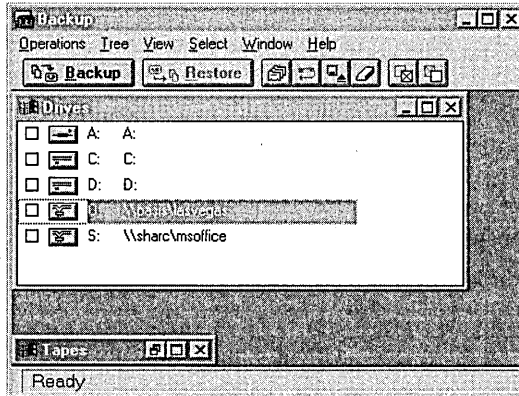 Backup
Operations Tree View Select Window Help
Backup Restore
Drives
A: A:
C: C:
D: D:
S: \\sharc\msoffice
Tapes
Ready